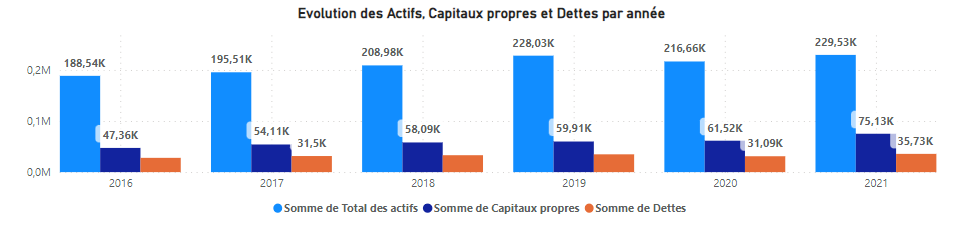 Evolution des Actifs, Capitaux propres et Dettes par année
228,03K
229,53K
216,66K
208,98K
195,51K
188,54K
0,2M
75,13K
61,52K
59,91K
58,09K
54,11K
47,36K
0,1M
35,73K
31,09K
31,5K
0,0M
2016 2017 2018 2019 2020 2021
Somme de Total des actifs Somme de Capitaux propres Somme de Dettes